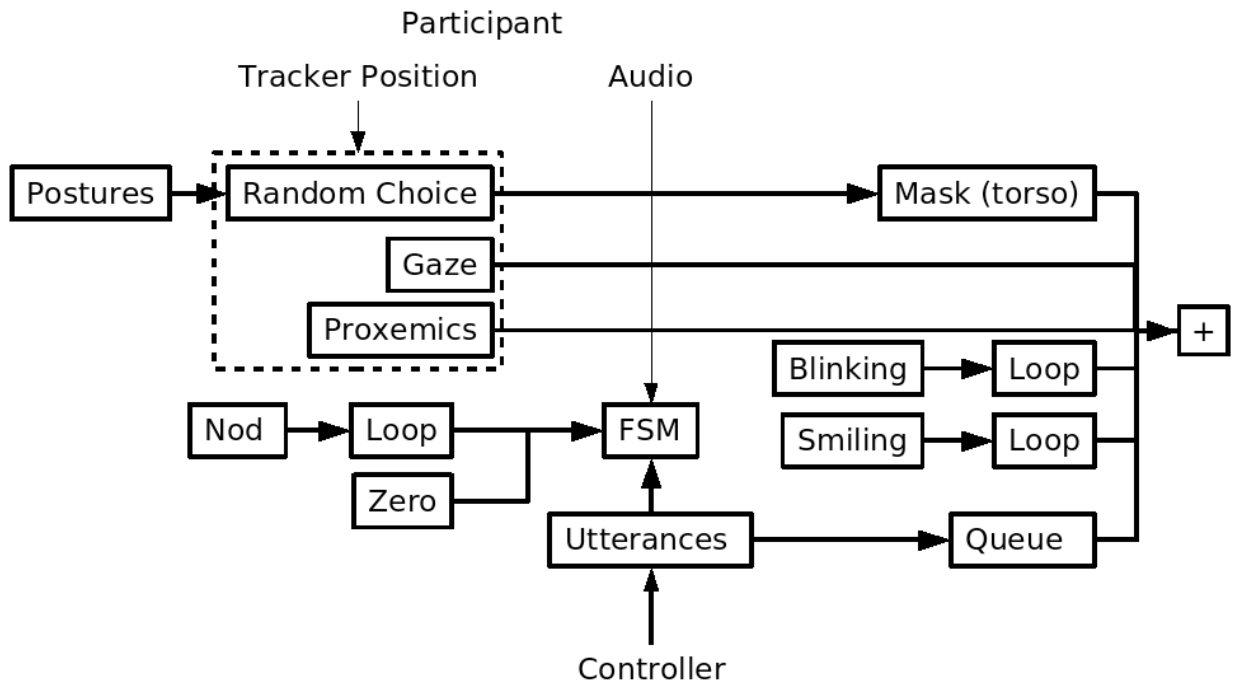 Participant
Tracker Position
Audio
Postures
Random Choice
Mask (torso)
Gaze
Proxemics
+
Blinking
Loop
Nod
Loop
FSM
Smiling
Loop
Zero
Utterances
Queue
Controller